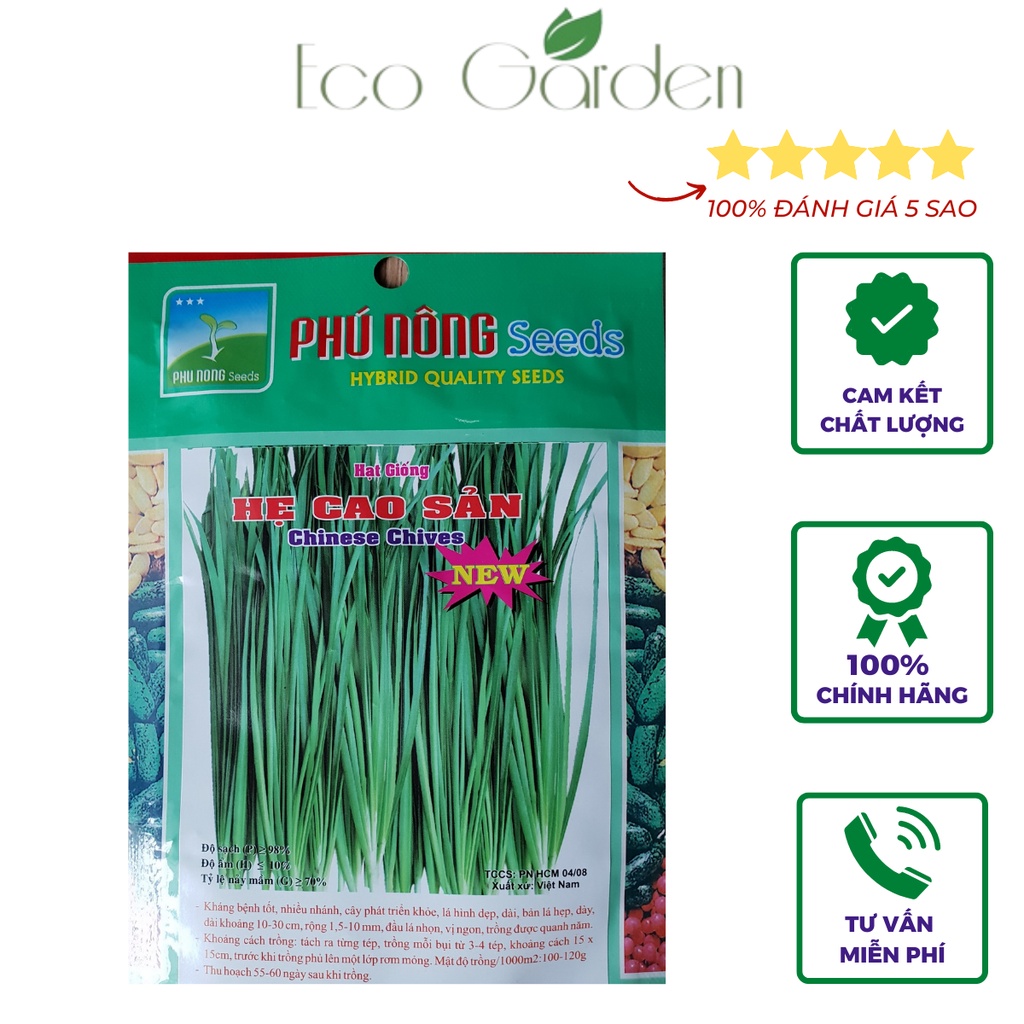 Eco Garden
100% ĐÁNH GIÁ 5 SAO
PHU NONG Seeds
PHÚ NÔNG Seeds
HYBRID QUALITY SEEDS
Hạt Giống
HẸ CAO SẢN
Chinese Chives
NEW
Độ sạch (P) ≥ 98%
Độ ẩm (H) ≤ 10%
Tỷ lệ nảy mầm (G) ≥ 70%
TCCS: PN HCM 04/08
Xuất xứ: Việt Nam
- Kháng bệnh tốt, nhiều nhánh, cây phát triển khỏe, lá hình dẹp, dài, bản lá hẹp, dày,
dài khoảng 10-30 cm, rộng 1,5-10 mm, đầu lá nhọn, vị ngon, trồng được quanh năm.
- Khoảng cách trồng: tách ra từng tép, trồng mỗi bụi từ 3-4 tép, khoảng cách 15 x
15cm, trước khi trồng phủ lên một lớp rơm mỏng. Mật độ trồng/1000m2:100-120g
- Thu hoạch 55-60 ngày sau khi trồng.
CAM KẾT
CHẤT LƯỢNG
100%
CHÍNH HÃNG
TƯ VẤN
MIỄN PHÍ